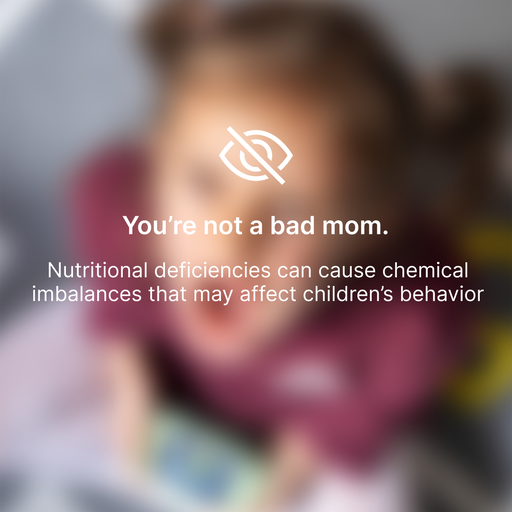 You’re not a bad mom.
Nutritional deficiencies can cause chemical
imbalances that may affect children’s behavior